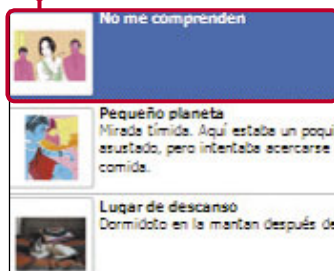 No me comprenden
Pequeño planeta
Mirada tímida. Aquí estaba un poqui
asustado, pero intentaba acercarse
comida.
Lugar de descanso
Dormidoto en la mantan después de